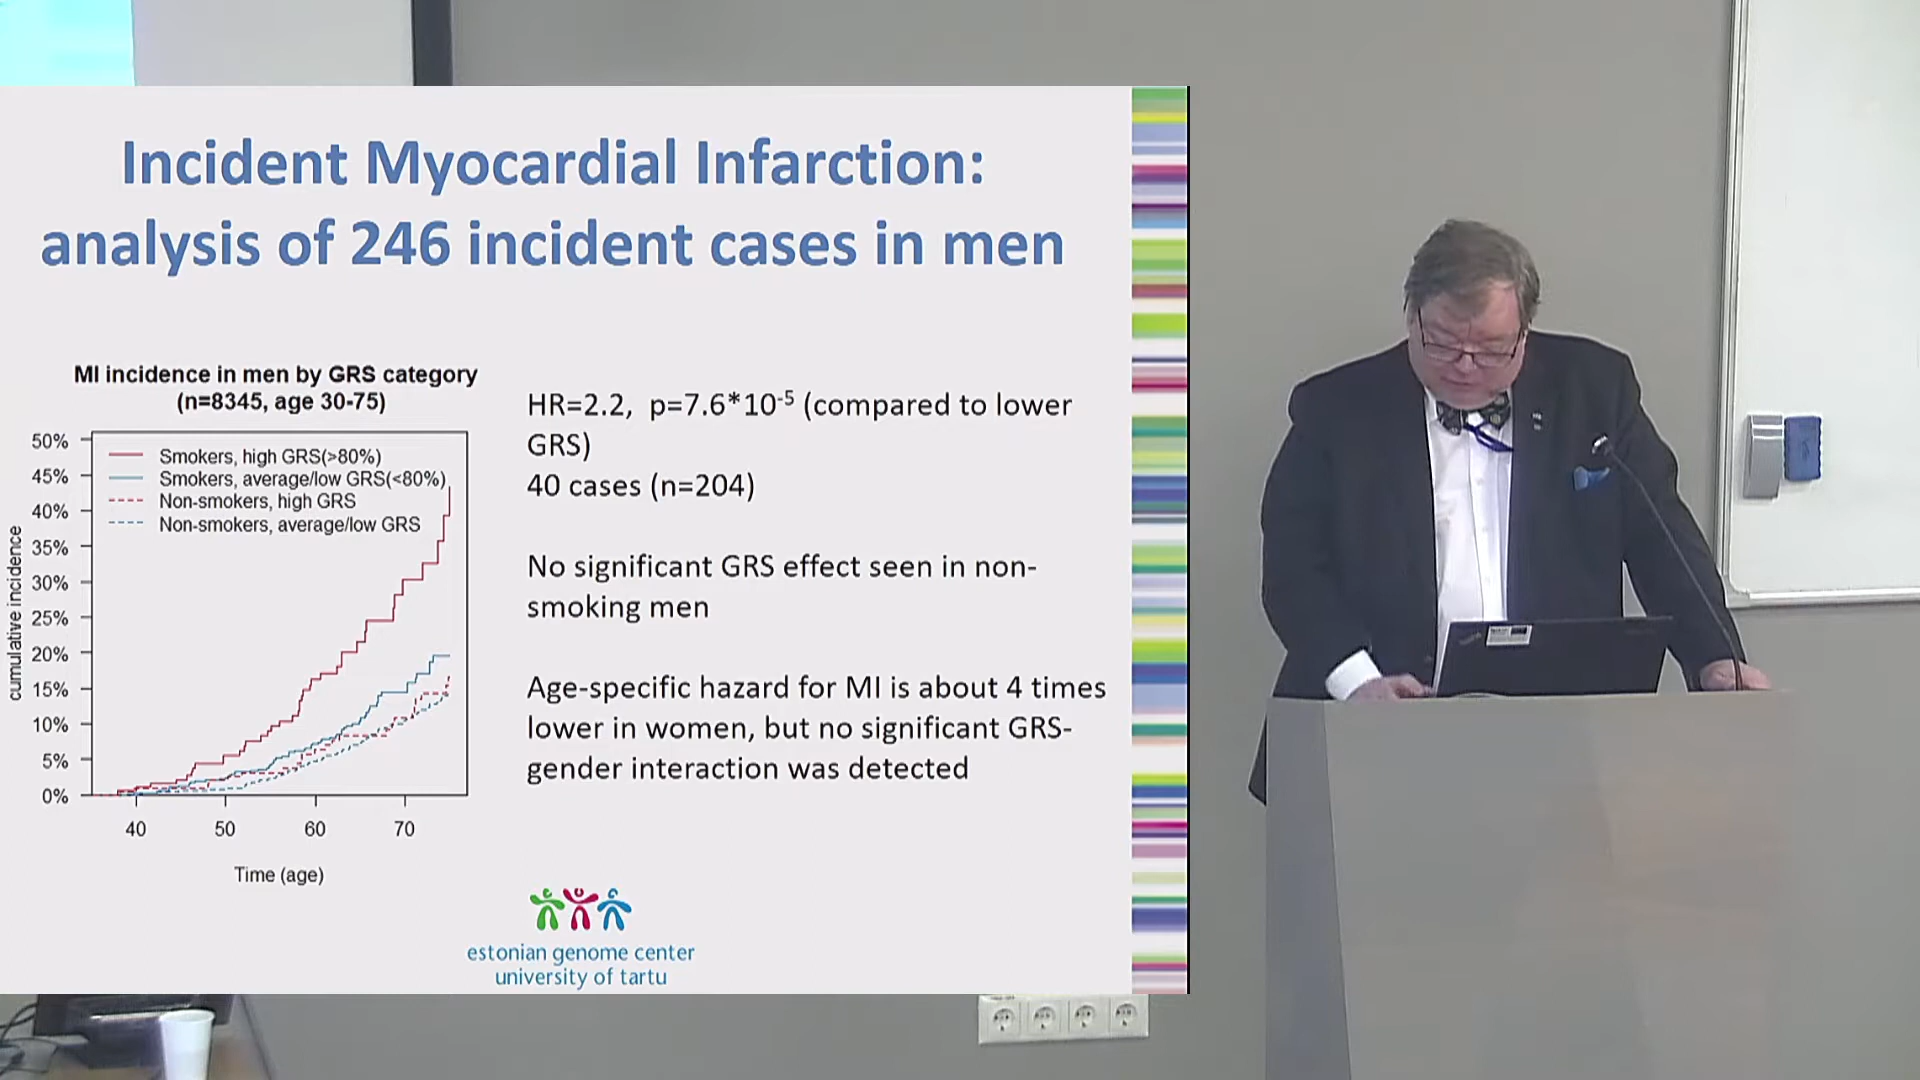 Incident Myocardial Infarction:
analysis of 246 incident cases in men
MI incidence in men by GRS category
(n=8345, age 30-75)
50%
45%
40%
35%
30%
25%
20%
15%
10%
5%
0%
cumulative incidence
Smokers, high GRS(>80%)
Smokers, average/low GRS(<80%)
Non-smokers, high GRS
Non-smokers, average/low GRS
40 50 60 70
Time (age)
HR=2.2, p=7.6*10⁻⁵ (compared to lower
GRS)
40 cases (n=204)
No significant GRS effect seen in non-
smoking men
Age-specific hazard for MI is about 4 times
lower in women, but no significant GRS-
gender interaction was detected
estonian genome center
university of tartu